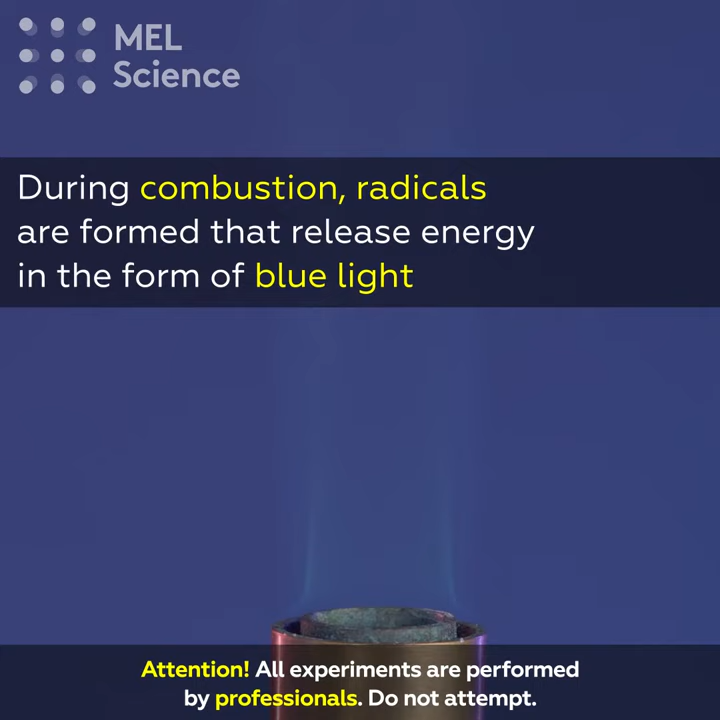 MEL
Science
During combustion, radicals
are formed that release energy
in the form of blue light
Attention! All experiments are performed
by professionals. Do not attempt.